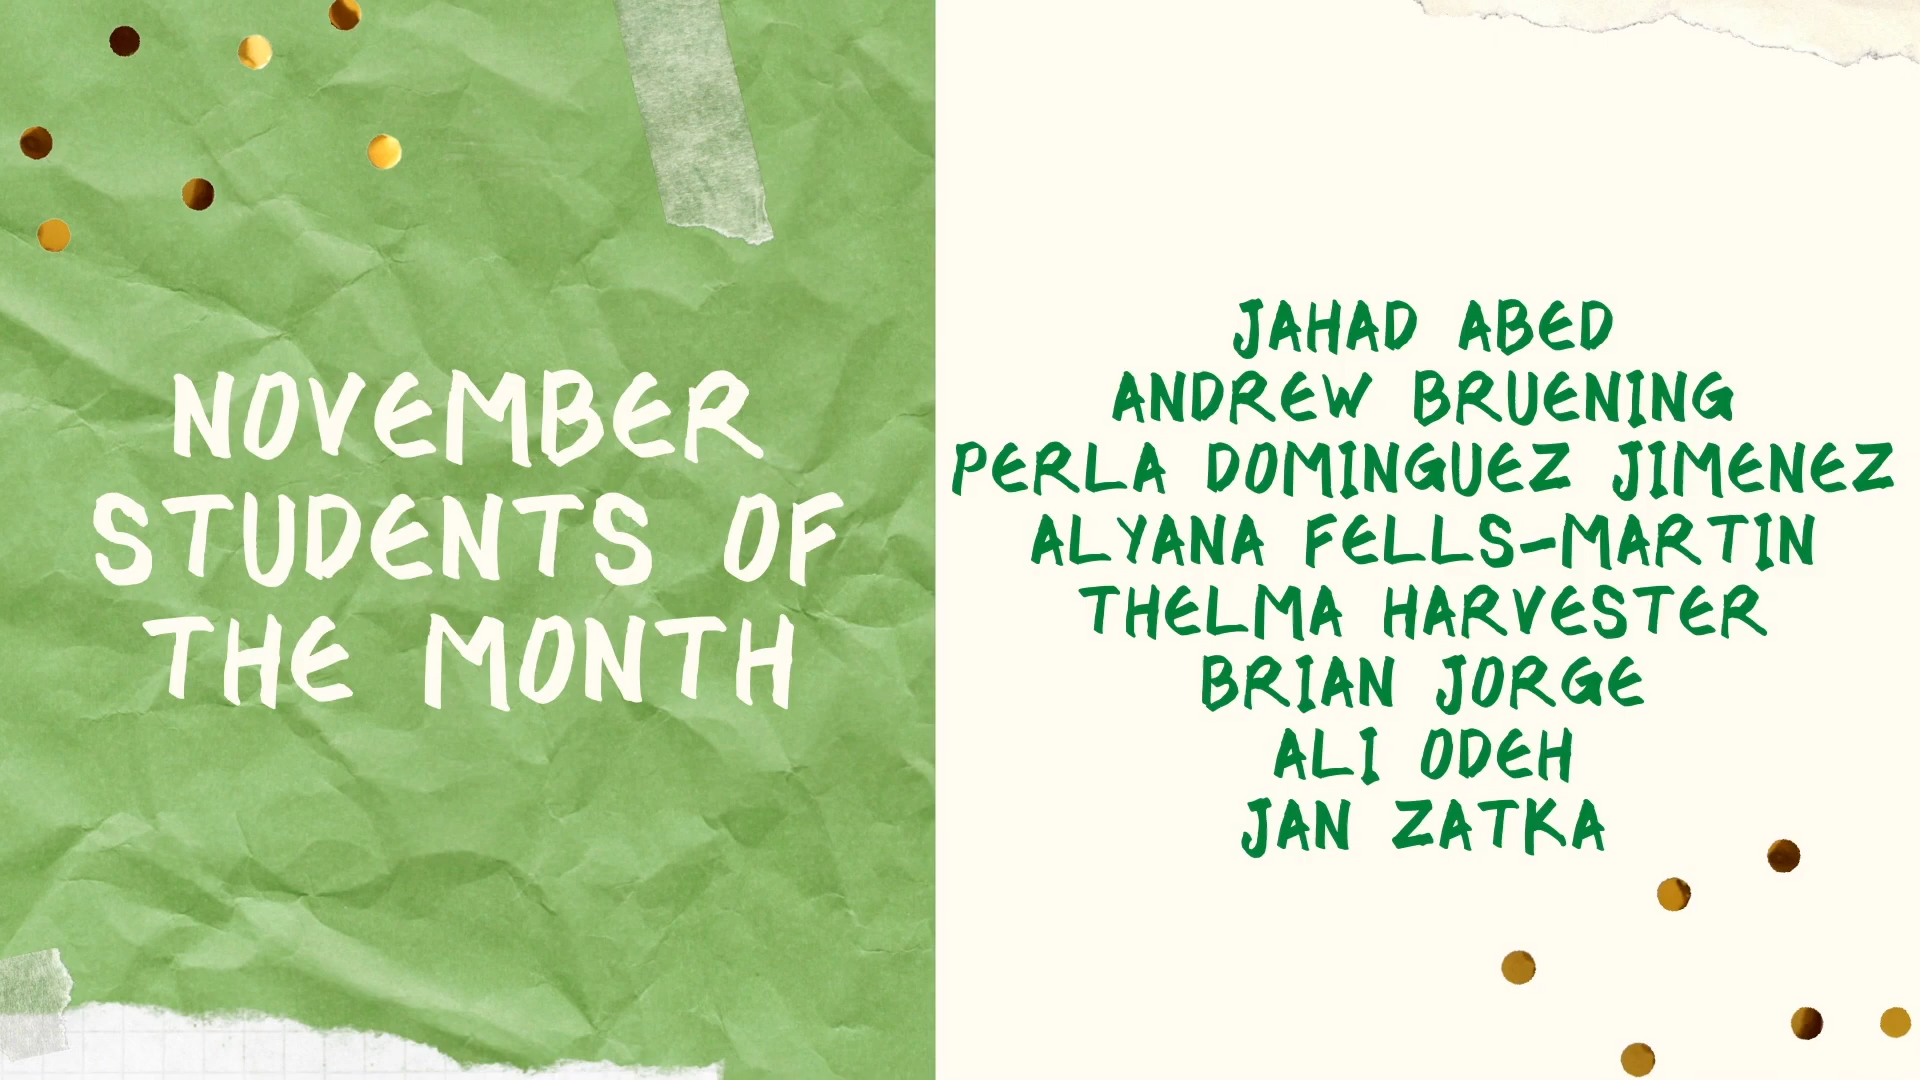 NOVEMBER
STUDENTS OF
THE MONTH
JAHAD ABED
ANDREW BRUENING
PERLA DOMINGUEZ JIMENEZ
ALYANA FELLS-MARTIN
THELMA HARVESTER
BRIAN JORGE
ALI ODEH
JAN ZATKA